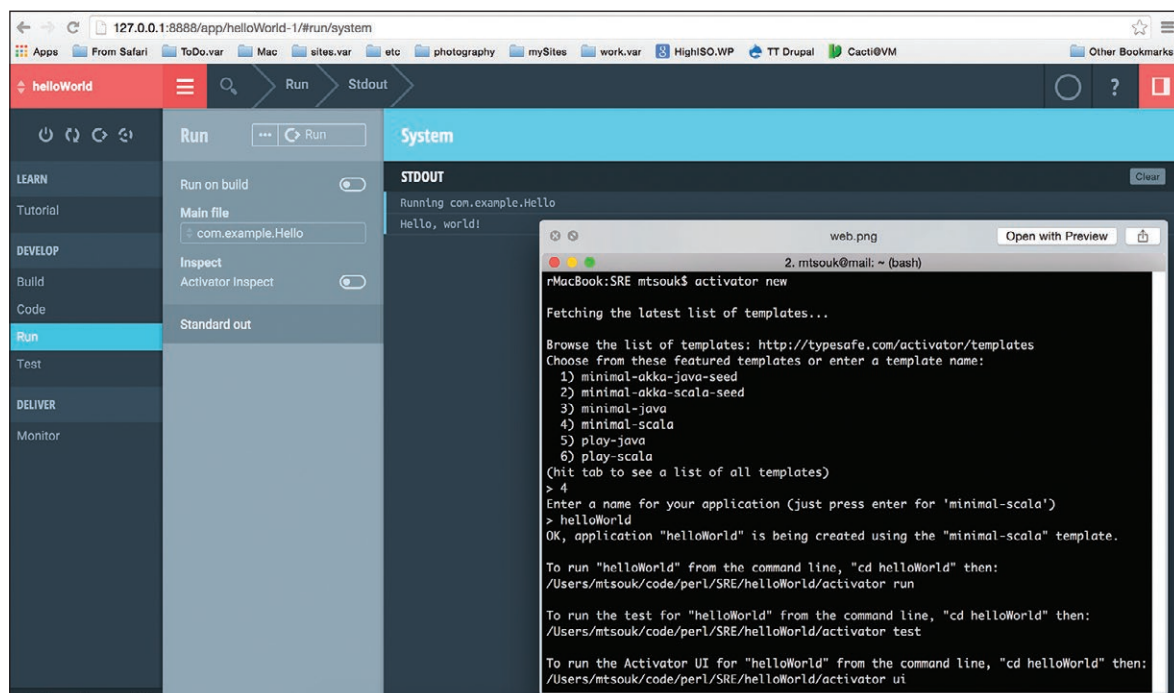 127.0.0.1:8888/app/helloWorld-1/#run/system
Apps From Safari ToDo.var Mac sites.var etc photography mySites work.var HighISO.WP TT Drupal Cacti@VM Other Bookmarks
helloWorld Run Stdout ?
Run ••• Run System
LEARN
Tutorial
DEVELOP
Build
Code
Run
Test
DELIVER
Monitor
Run on build
Main file
com.example.Hello
Inspect
Activator Inspect
Standard out
STDOUT Clear
Running com.example.Hello
Hello, world!
web.png Open with Preview
2. mtsouk@mail: ~ (bash)
rMacBook:SRE mtsouk$ activator new
Fetching the latest list of templates...
Browse the list of templates: http://typesafe.com/activator/templates
Choose from these featured templates or enter a template name:
1) minimal-akka-java-seed
2) minimal-akka-scala-seed
3) minimal-java
4) minimal-scala
5) play-java
6) play-scala
(hit tab to see a list of all templates)
> 4
Enter a name for your application (just press enter for 'minimal-scala')
> helloWorld
OK, application "helloWorld" is being created using the "minimal-scala" template.
To run "helloWorld" from the command line, "cd helloWorld" then:
/Users/mtsouk/code/perl/SRE/helloWorld/activator run
To run the test for "helloWorld" from the command line, "cd helloWorld" then:
/Users/mtsouk/code/perl/SRE/helloWorld/activator test
To run the Activator UI for "helloWorld" from the command line, "cd helloWorld" then:
/Users/mtsouk/code/perl/SRE/helloWorld/activator ui